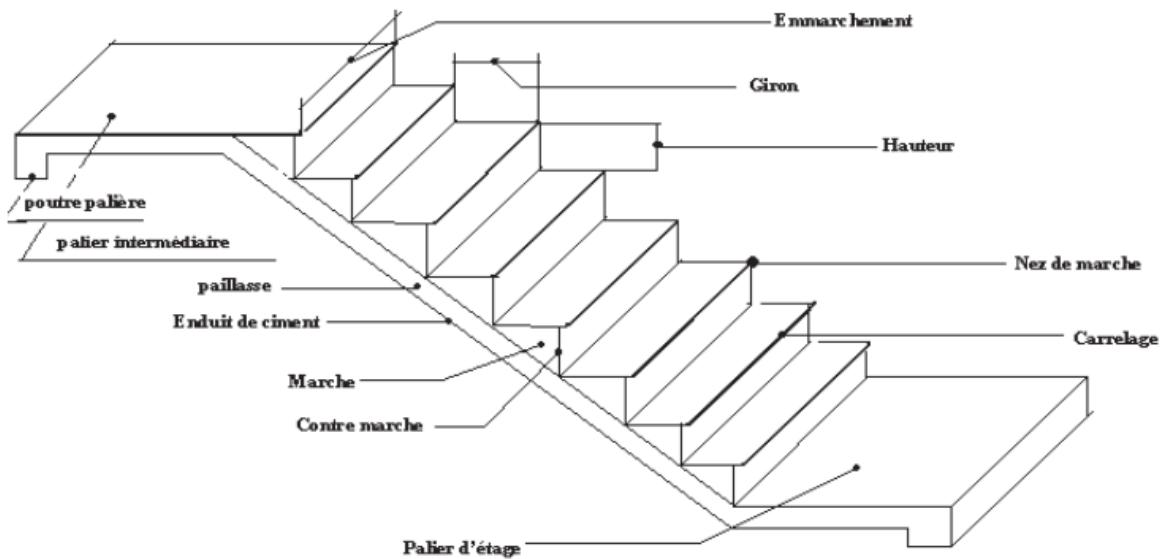 Emmarchement
Giron
Hauteur
poutre palière
palier intermédiaire
Nez de marche
paillasse
Enduit de ciment
Carrelage
Marche
Contre marche
Palier d'étage